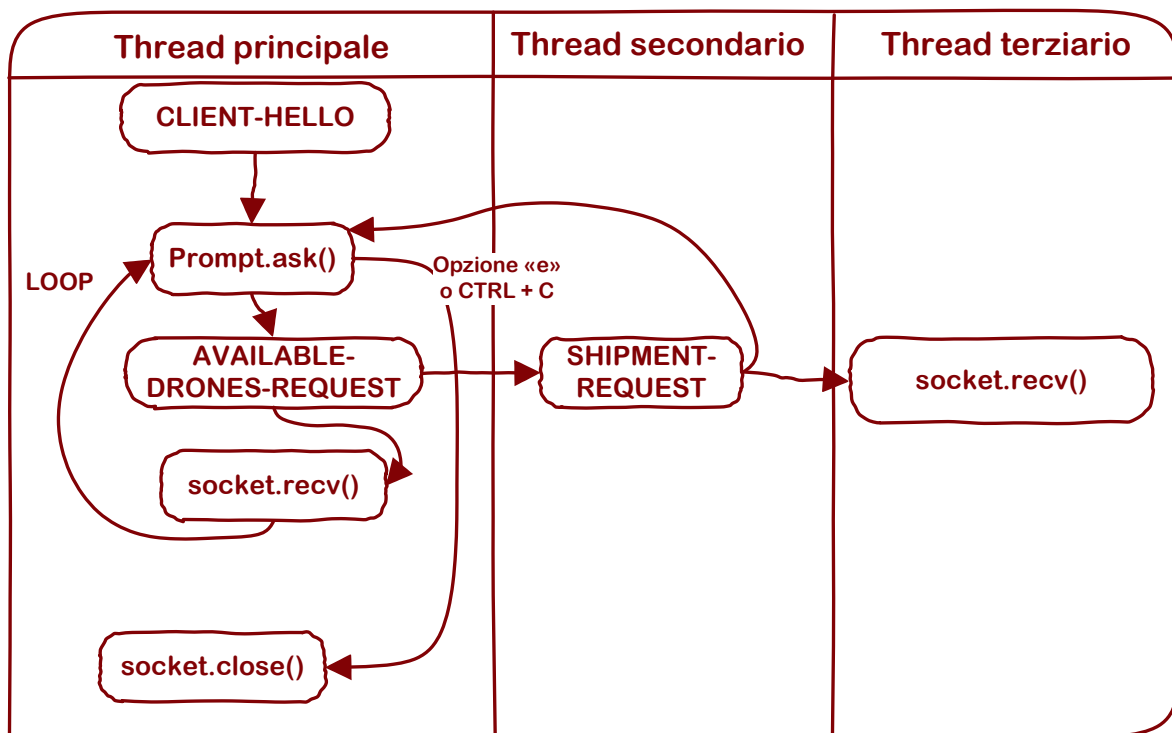 Thread principale
Thread secondario
Thread terziario
CLIENT-HELLO
Prompt.ask()
Opzione «e»
o CTRL + C
LOOP
AVAILABLE-
DRONES-REQUEST
SHIPMENT-
REQUEST
socket.recv()
socket.recv()
socket.close()